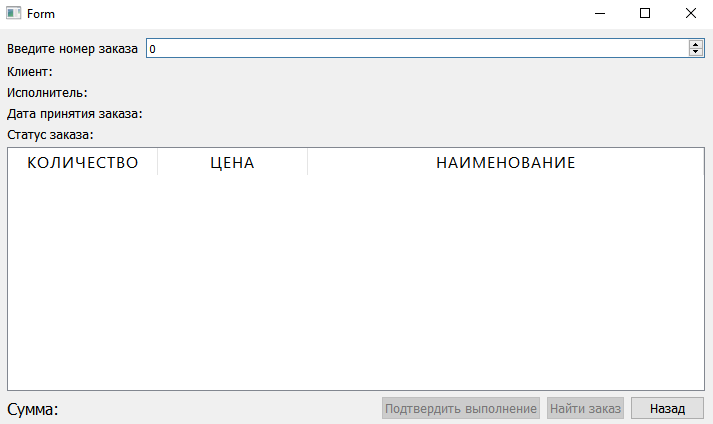 Form
Введите номер заказа 0
Клиент:
Исполнитель:
Дата принятия заказа:
Статус заказа:
КОЛИЧЕСТВО ЦЕНА НАИМЕНОВАНИЕ
Сумма: Подтвердить выполнение Найти заказ Назад